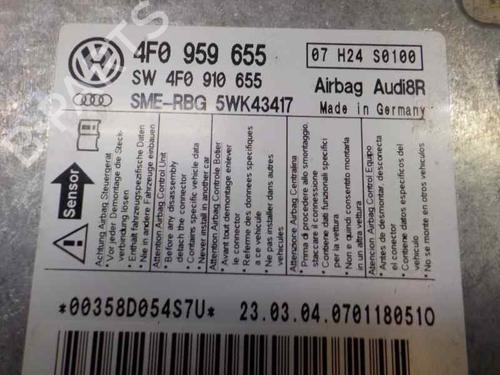 4F0 959 655
07 H24 S0100
SW 4F0 910 655
Airbag Audi8R
SME-RBG 5WK43417
Made in Germany
Sensor
Achtung Airbag Steuergerät
Vor der Demontage die Steck-
verbindung lösen
• Enthält fahrzeugspezifische Daten
• Nie in andere Fahrzeuge einbauen
Attention Airbag Control Unit
• Before any disassembly
detach the connector
• Contains specific vehicle data
• Never install in another car
Attention Airbag Controle Boîtier
• Avant tout demontage enlever
le connecteur
• Referme des donnees specifiques
a ce vehicule
• Ne pas installer dans autres
vehicules
Attenzione Airbag Centralina
• Prima di procedere allo smontaggio,
staccare il connessore
• Contiene dati funzionali specifici
per la vettura
• Non e quindi consentito montarla
in un altra vettura
Atencion Airbag Control Equipo
• Antes de desmontar, desconecta
el conector
• Contiene datos especificos del
vehiculo
• No se monte en otros vehiculos
*00358D054S7U*
23.03.04.0701180510